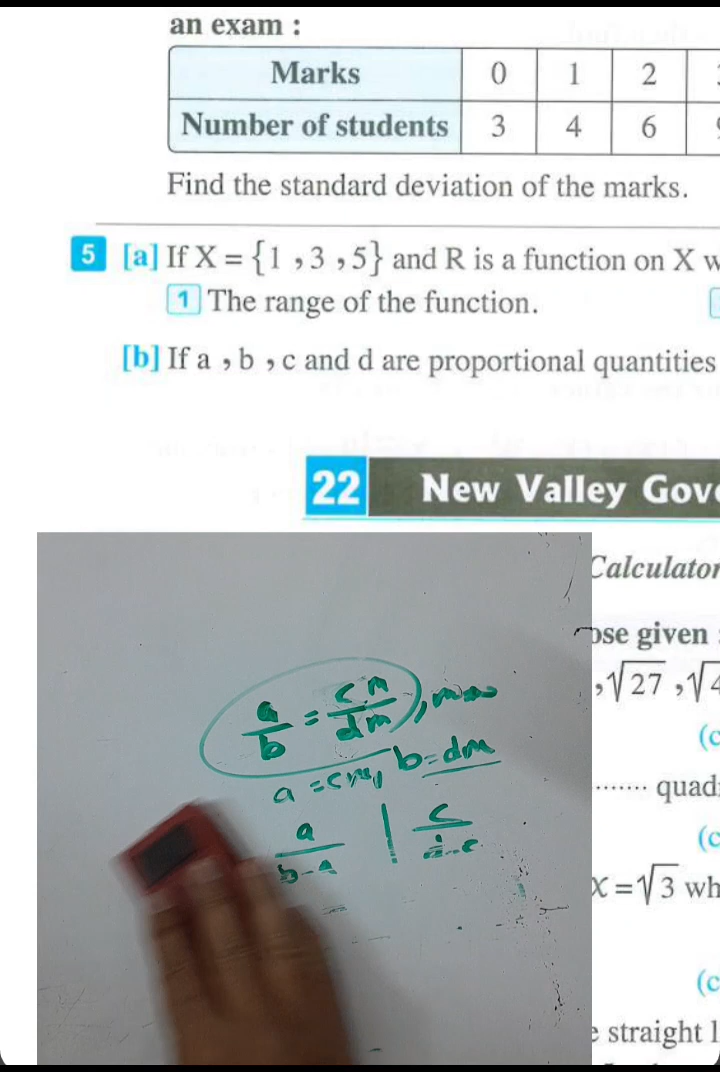 an exam :
Marks 0 1 2
Number of students 3 4 6
Find the standard deviation of the marks.
5 [a] If X = {1 , 3 , 5} and R is a function on X
1 The range of the function.
[b] If a , b , c and d are proportional quantities
22 New Valley
Calculator
given :
, √27 , √4
(c
........ quad
(c
X = √3 wh
(c
straight l
a/b = cm/dm
a = cm, b = dm
a/b-a | c/d-c